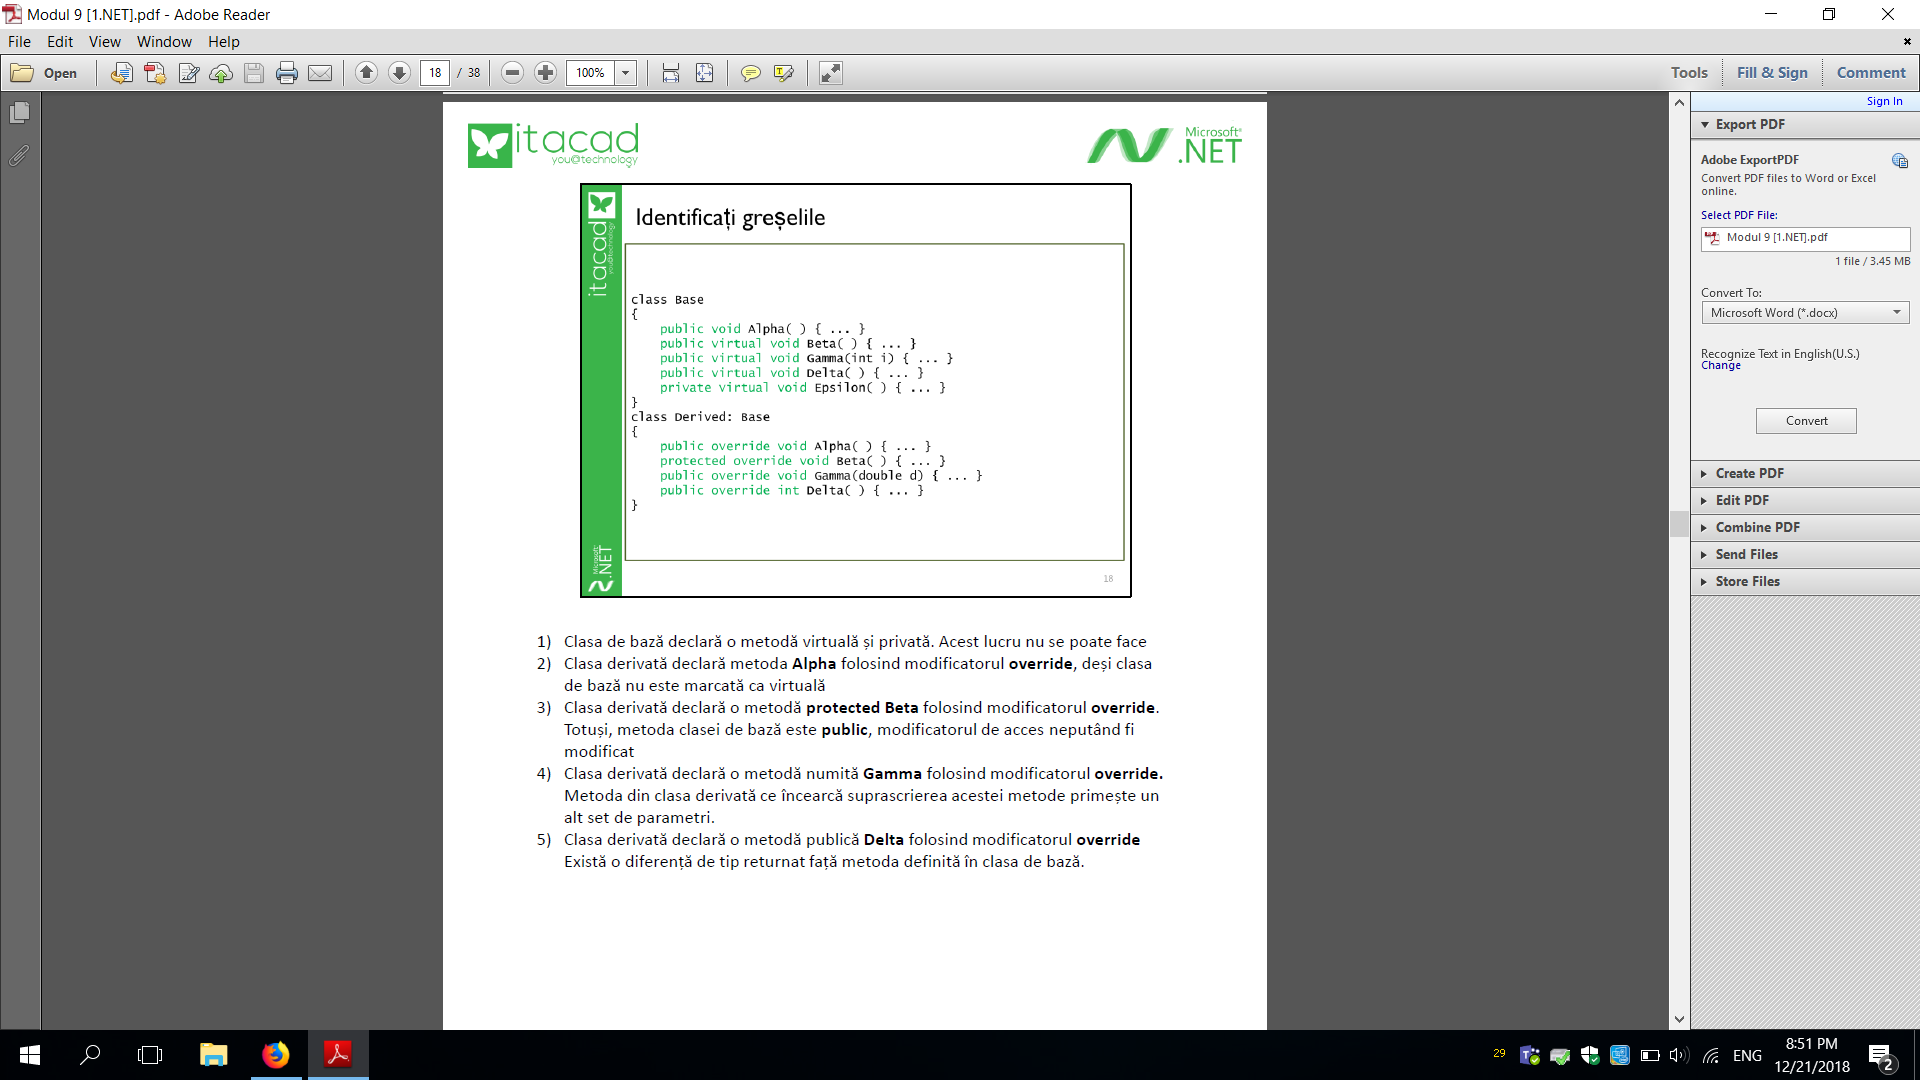 Modul 9 [1.NET].pdf - Adobe Reader
File Edit View Window Help
Open 18 / 38 100% Tools Fill & Sign Comment
Sign In
Export PDF
Adobe ExportPDF
Convert PDF files to Word or Excel
online.
Select PDF File:
Modul 9 [1.NET].pdf
1 file / 3.45 MB
Convert To:
Microsoft Word (*.docx)
Recognize Text in English(U.S.)
Change
Convert
Create PDF
Edit PDF
Combine PDF
Send Files
Store Files
itacad
you@technology
Microsoft®
.NET
itacad
you@technology
Microsoft®
.NET
Identificați greșelile
class Base
{
public void Alpha( ) { ... }
public virtual void Beta( ) { ... }
public virtual void Gamma(int i) { ... }
public virtual void Delta( ) { ... }
private virtual void Epsilon( ) { ... }
}
class Derived: Base
{
public override void Alpha( ) { ... }
protected override void Beta( ) { ... }
public override void Gamma(double d) { ... }
public override int Delta( ) { ... }
}
18
1) Clasa de bază declară o metodă virtuală și privată. Acest lucru nu se poate face
2) Clasa derivată declară metoda Alpha folosind modificatorul override, deși clasa
de bază nu este marcată ca virtuală
3) Clasa derivată declară o metodă protected Beta folosind modificatorul override.
Totuși, metoda clasei de bază este public, modificatorul de acces neputând fi
modificat
4) Clasa derivată declară o metodă numită Gamma folosind modificatorul override.
Metoda din clasa derivată ce încearcă suprascrierea acestei metode primește un
alt set de parametri.
5) Clasa derivată declară o metodă publică Delta folosind modificatorul override
Există o diferență de tip returnat față metoda definită în clasa de bază.
29 ENG 8:51 PM
12/21/2018
2